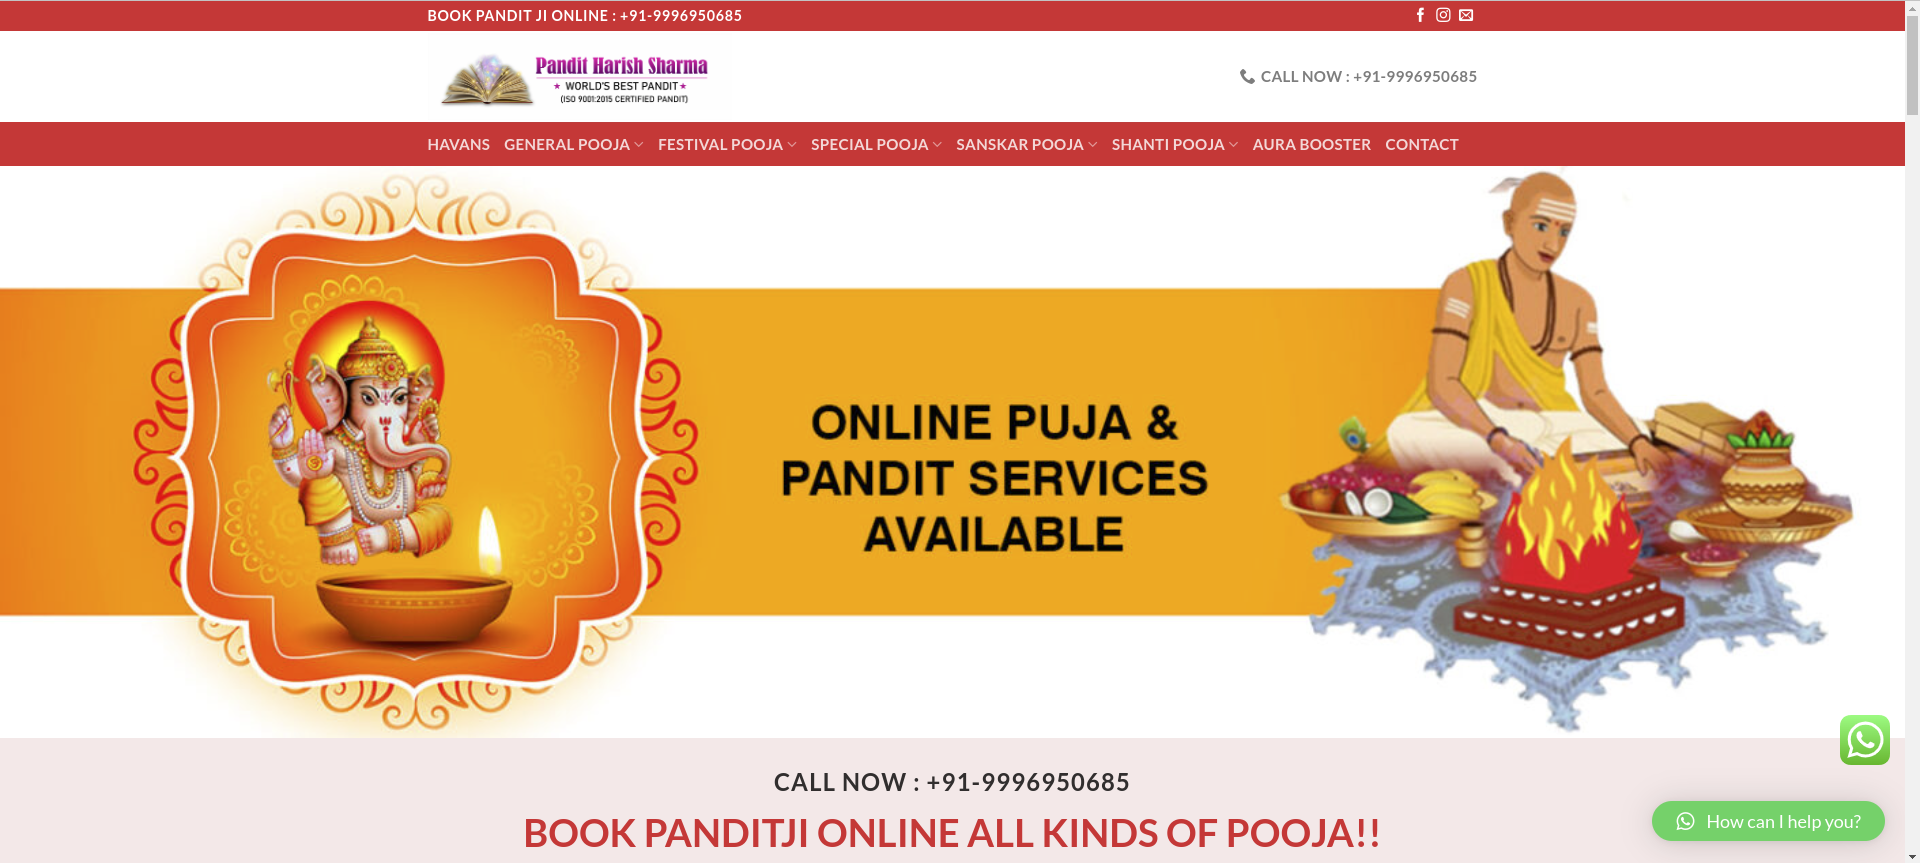 BOOK PANDIT JI ONLINE : +91-9996950685
Pandit Harish Sharma
★ WORLD'S BEST PANDIT ★
(ISO 9001:2015 CERTIFIED PANDIT)
CALL NOW : +91-9996950685
HAVANS GENERAL POOJA FESTIVAL POOJA SPECIAL POOJA SANSKAR POOJA SHANTI POOJA AURA BOOSTER CONTACT
ONLINE PUJA &
PANDIT SERVICES
AVAILABLE
CALL NOW : +91-9996950685
How can I help you?
BOOK PANDITJI ONLINE ALL KINDS OF POOJA!!